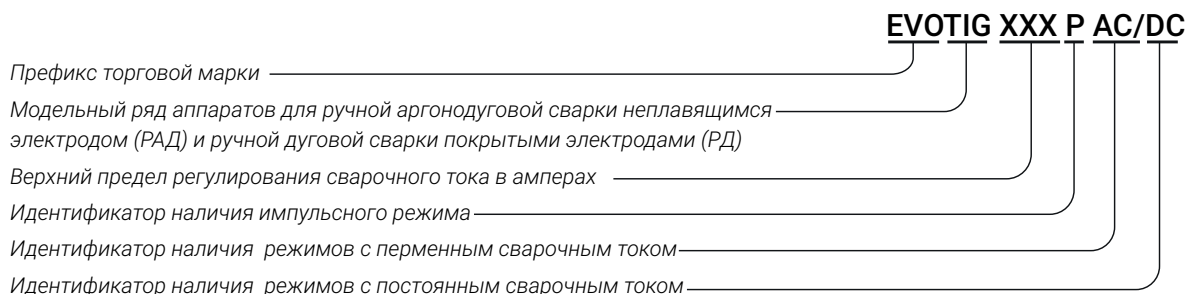 EVOTIG XXX P AC/DC
Префикс торговой марки
Модельный ряд аппаратов для ручной аргонодуговой сварки неплавящимся
электродом (РАД) и ручной дуговой сварки покрытыми электродами (РД)
Верхний предел регулирования сварочного тока в амперах
Идентификатор наличия импульсного режима
Идентификатор наличия режимов с перменным сварочным током
Идентификатор наличия режимов с постоянным сварочным током